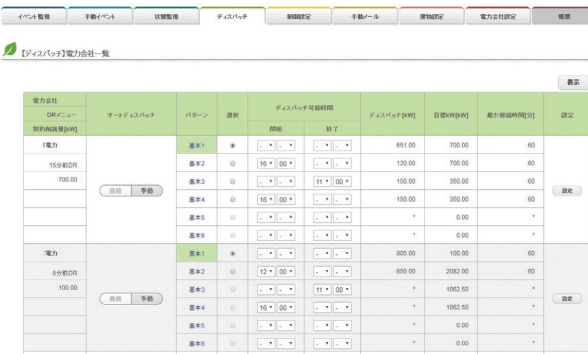 イベント監視 手動イベント 状態監視 ディスパッチ 制御設定 手動メール 建物設定 電力会社設定 帳票
【ディスパッチ】電力会社一覧
表示
電力会社 オートディスパッチ パターン 選択 ディスパッチ可能時間 ディスパッチ[kW] 目標kW[kW] 最少継続時間[分] 設定
DRメニュー
契約削減量[kW] 開始 終了
電力 基本1 - - - - 651.00 700.00 60
15分前DR 基本2 16 00 - - 120.00 700.00 60
700.00 基本3 - - 11 00 150.00 350.00 60
自動 手動 設定
基本4 16 00 - - 150.00 350.00 60
基本5 - - - - * 0.00 *
基本6 - - - - * 0.00 *
電力 基本1 - - - - 805.00 100.00 60
5分前DR 基本2 12 00 - - 650.00 2082.00 60
100.00 基本3 - - 11 00 * 1062.50 *
自動 手動 設定
基本4 16 00 - - * 1062.50 *
基本5 - - - - * 0.00 *
基本6 - - - - * 0.00 *